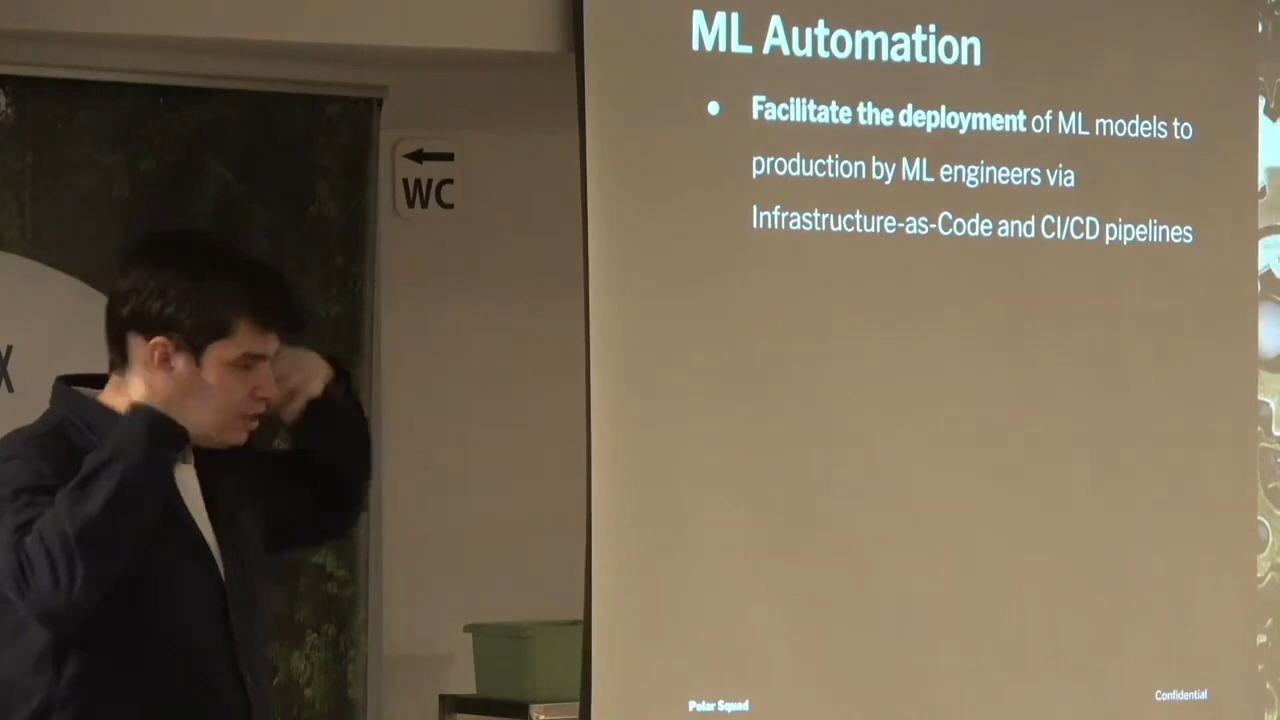 ML Automation
● Facilitate the deployment of ML models to
production by ML engineers via
Infrastructure-as-Code and CI/CD pipelines
WC
X
Polar Squad
Confidential